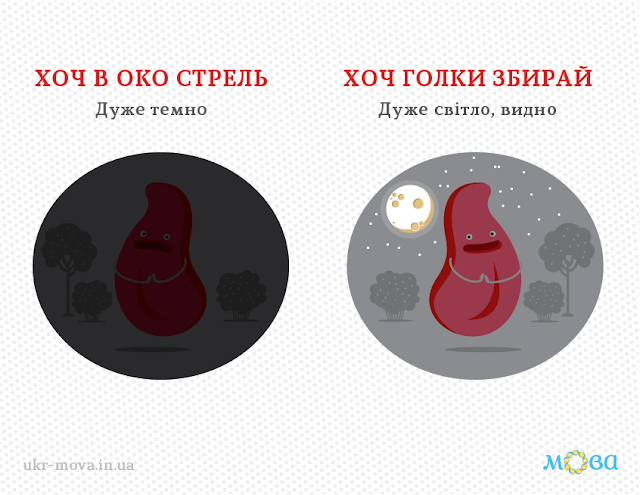 ХОЧ В ОКО СТРЕЛЬ
Дуже темно
ХОЧ ГОЛКИ ЗБИРАЙ
Дуже світло, видно
ukr-mova.in.ua
мова